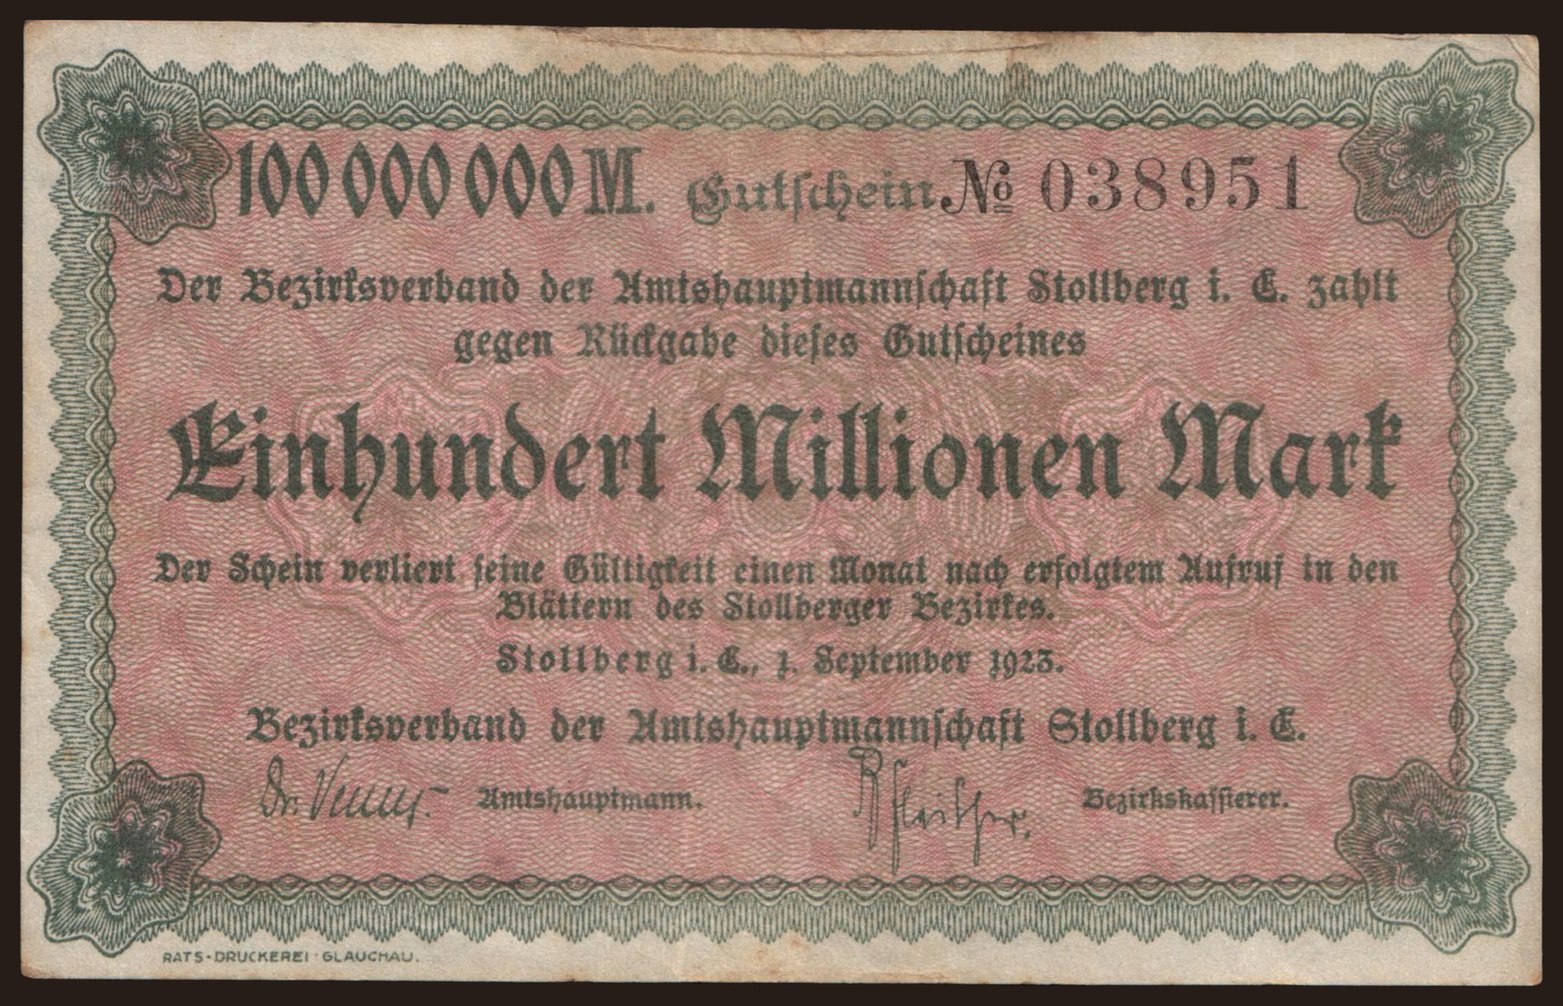 100 000 000 M. Gutschein № 038951
Der Bezirksverband der Amtshauptmannschaft Stollberg i. E. zahlt
gegen Rückgabe dieses Gutscheines
Einhundert Millionen Mark
Der Schein verliert seine Gültigkeit einen Monat nach erfolgtem Aufruf in den
Blättern des Stollberger Bezirkes.
Stollberg i. E., 1. September 1923.
Bezirksverband der Amtshauptmannschaft Stollberg i. E.
Dr. Amtshauptmann. Bezirkskassierer.
RATS-DRUCKEREI GLAUCHAU.